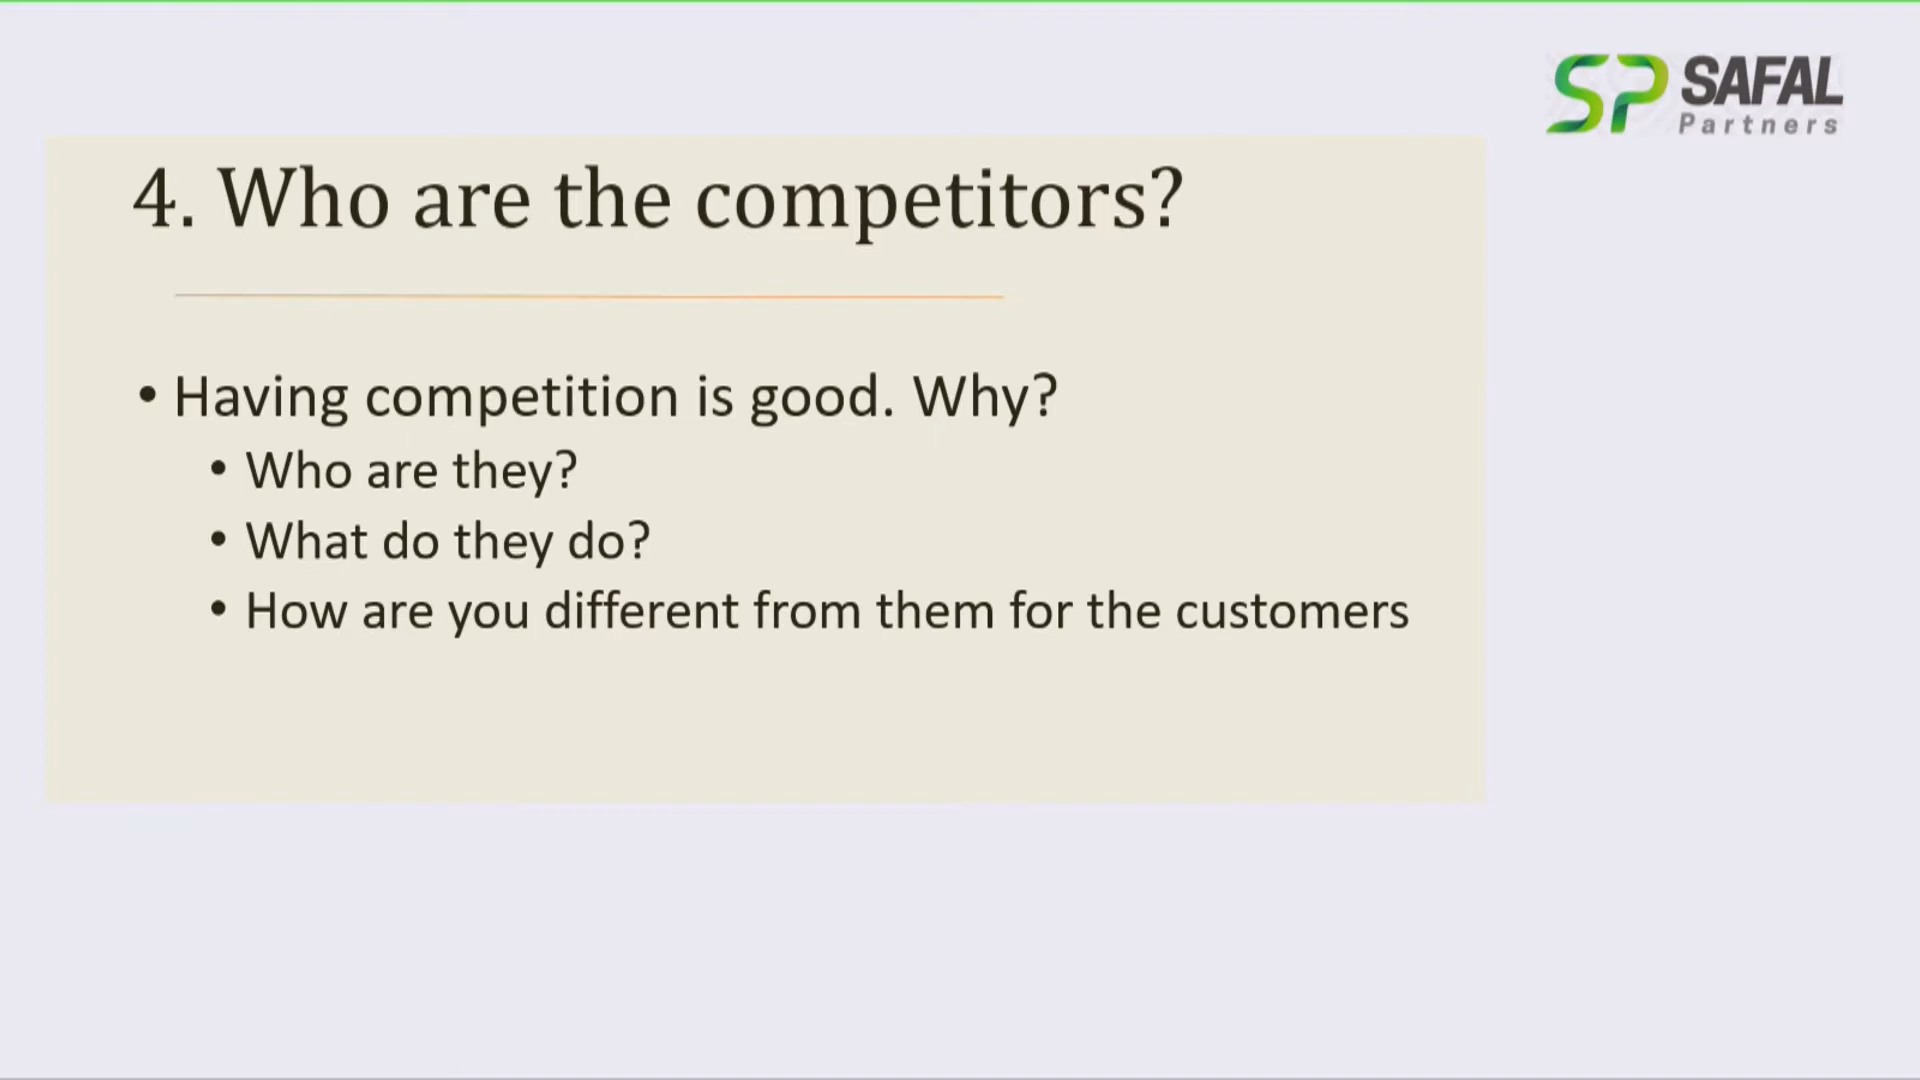 SP SAFAL
Partners
4. Who are the competitors?
• Having competition is good. Why?
• Who are they?
• What do they do?
• How are you different from them for the customers